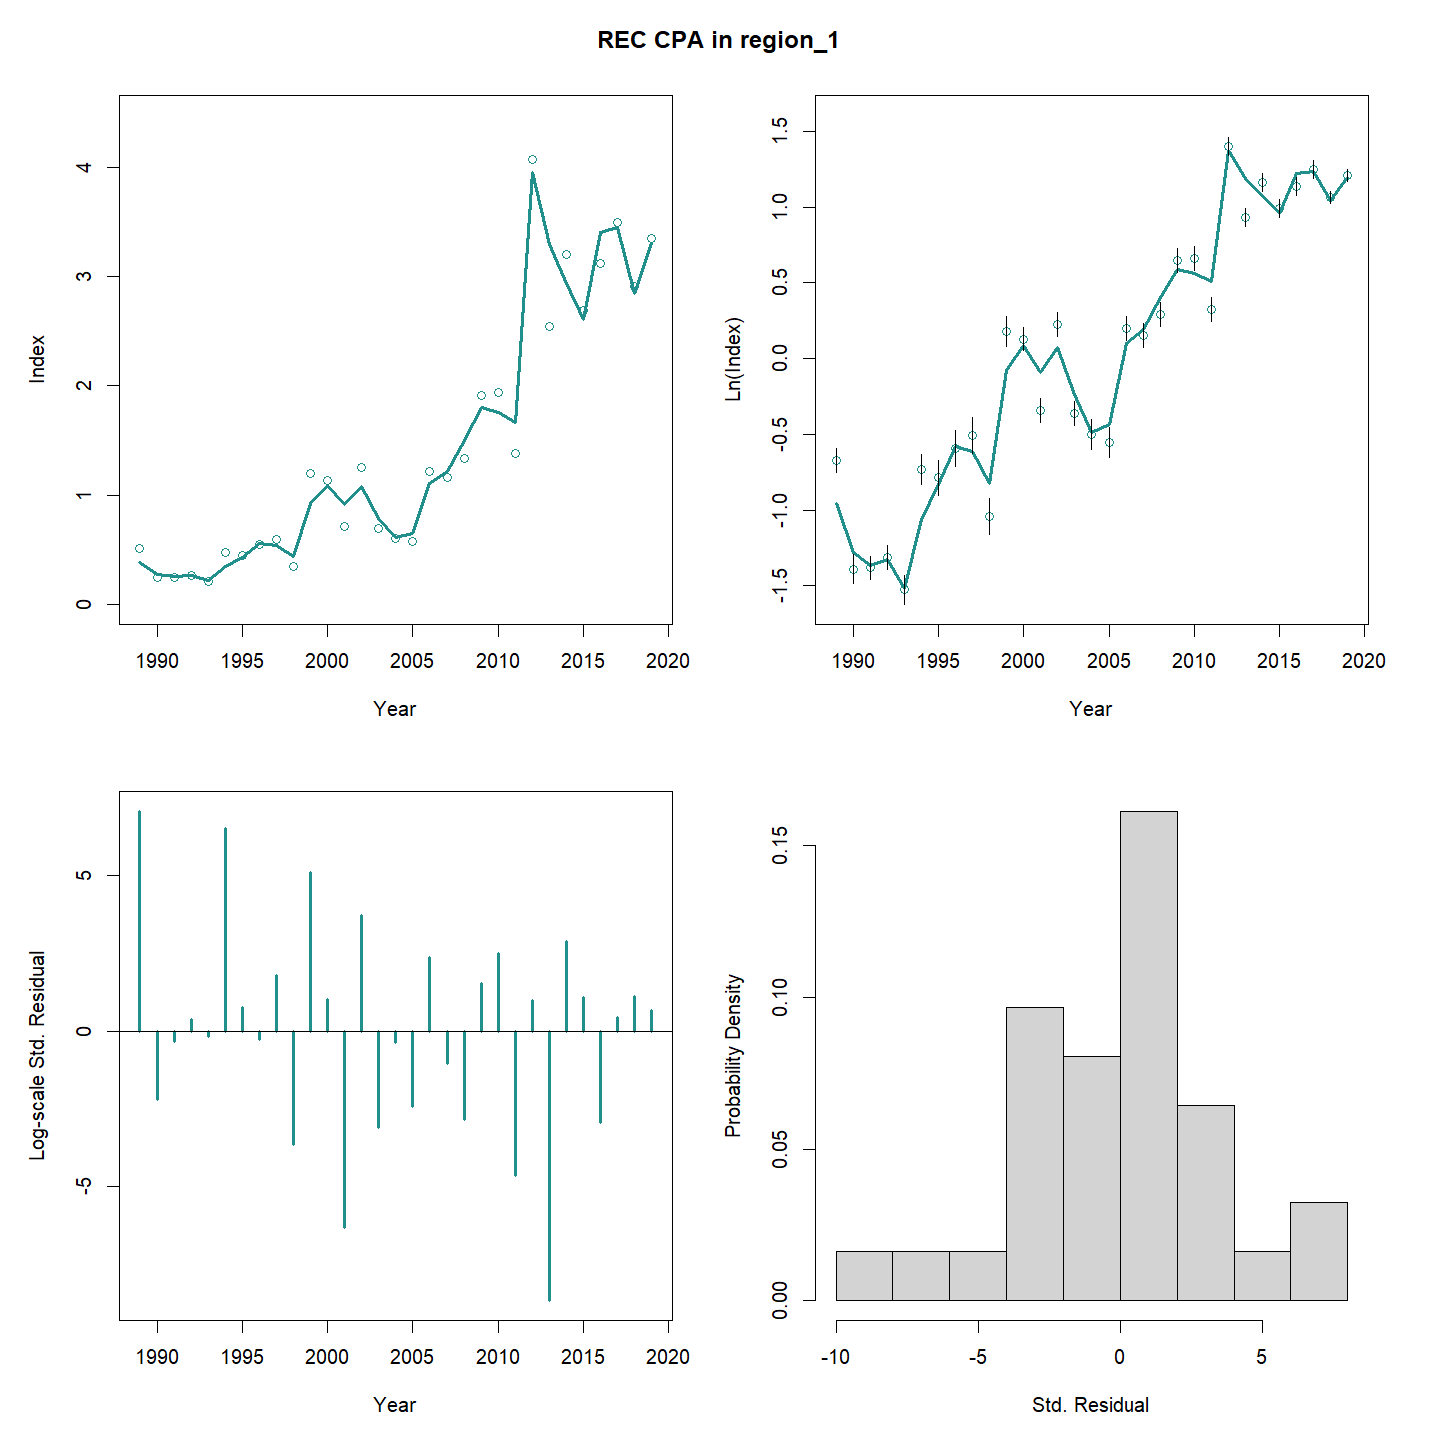 REC CPA in region_1
Index
4
3
2
1
0
1990 1995 2000 2005 2010 2015 2020
Year
Ln(Index)
1.5
1.0
0.5
0.0
-0.5
-1.0
-1.5
1990 1995 2000 2005 2010 2015 2020
Year
Log-scale Std. Residual
5
0
-5
1990 1995 2000 2005 2010 2015 2020
Year
Probability Density
0.15
0.10
0.05
0.00
-10 -5 0 5
Std. Residual